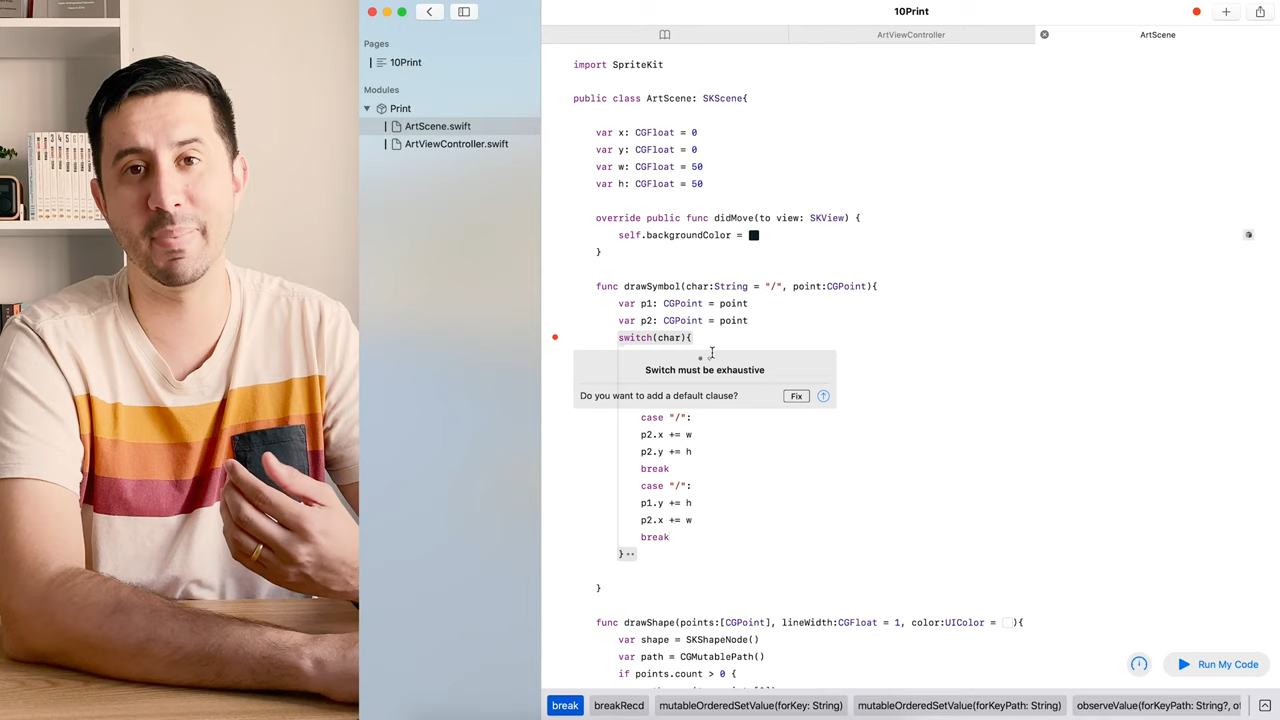 Pages
10Print
Modules
Print
ArtScene.swift
ArtViewController.swift
10Print
ArtViewController
ArtScene
import SpriteKit
public class ArtScene: SKScene{
var x: CGFloat = 0
var y: CGFloat = 0
var w: CGFloat = 50
var h: CGFloat = 50
override public func didMove(to view: SKView) {
self.backgroundColor =
}
func drawSymbol(char:String = "/", point:CGPoint){
var p1: CGPoint = point
var p2: CGPoint = point
switch(char){
Switch must be exhaustive
Do you want to add a default clause?
Fix
case "/":
p2.x += w
p2.y += h
break
case "/":
p1.y += h
p2.x += w
break
}
}
func drawShape(points:[CGPoint], lineWidth:CGFloat = 1, color:UIColor = ){
var shape = SKShapeNode()
var path = CGMutablePath()
if points.count > 0 {
Run My Code
break
breakRecd
mutableOrderedSetValue(forKey: String)
mutableOrderedSetValue(forKeyPath: String)
observeValue(forKeyPath: String?, of